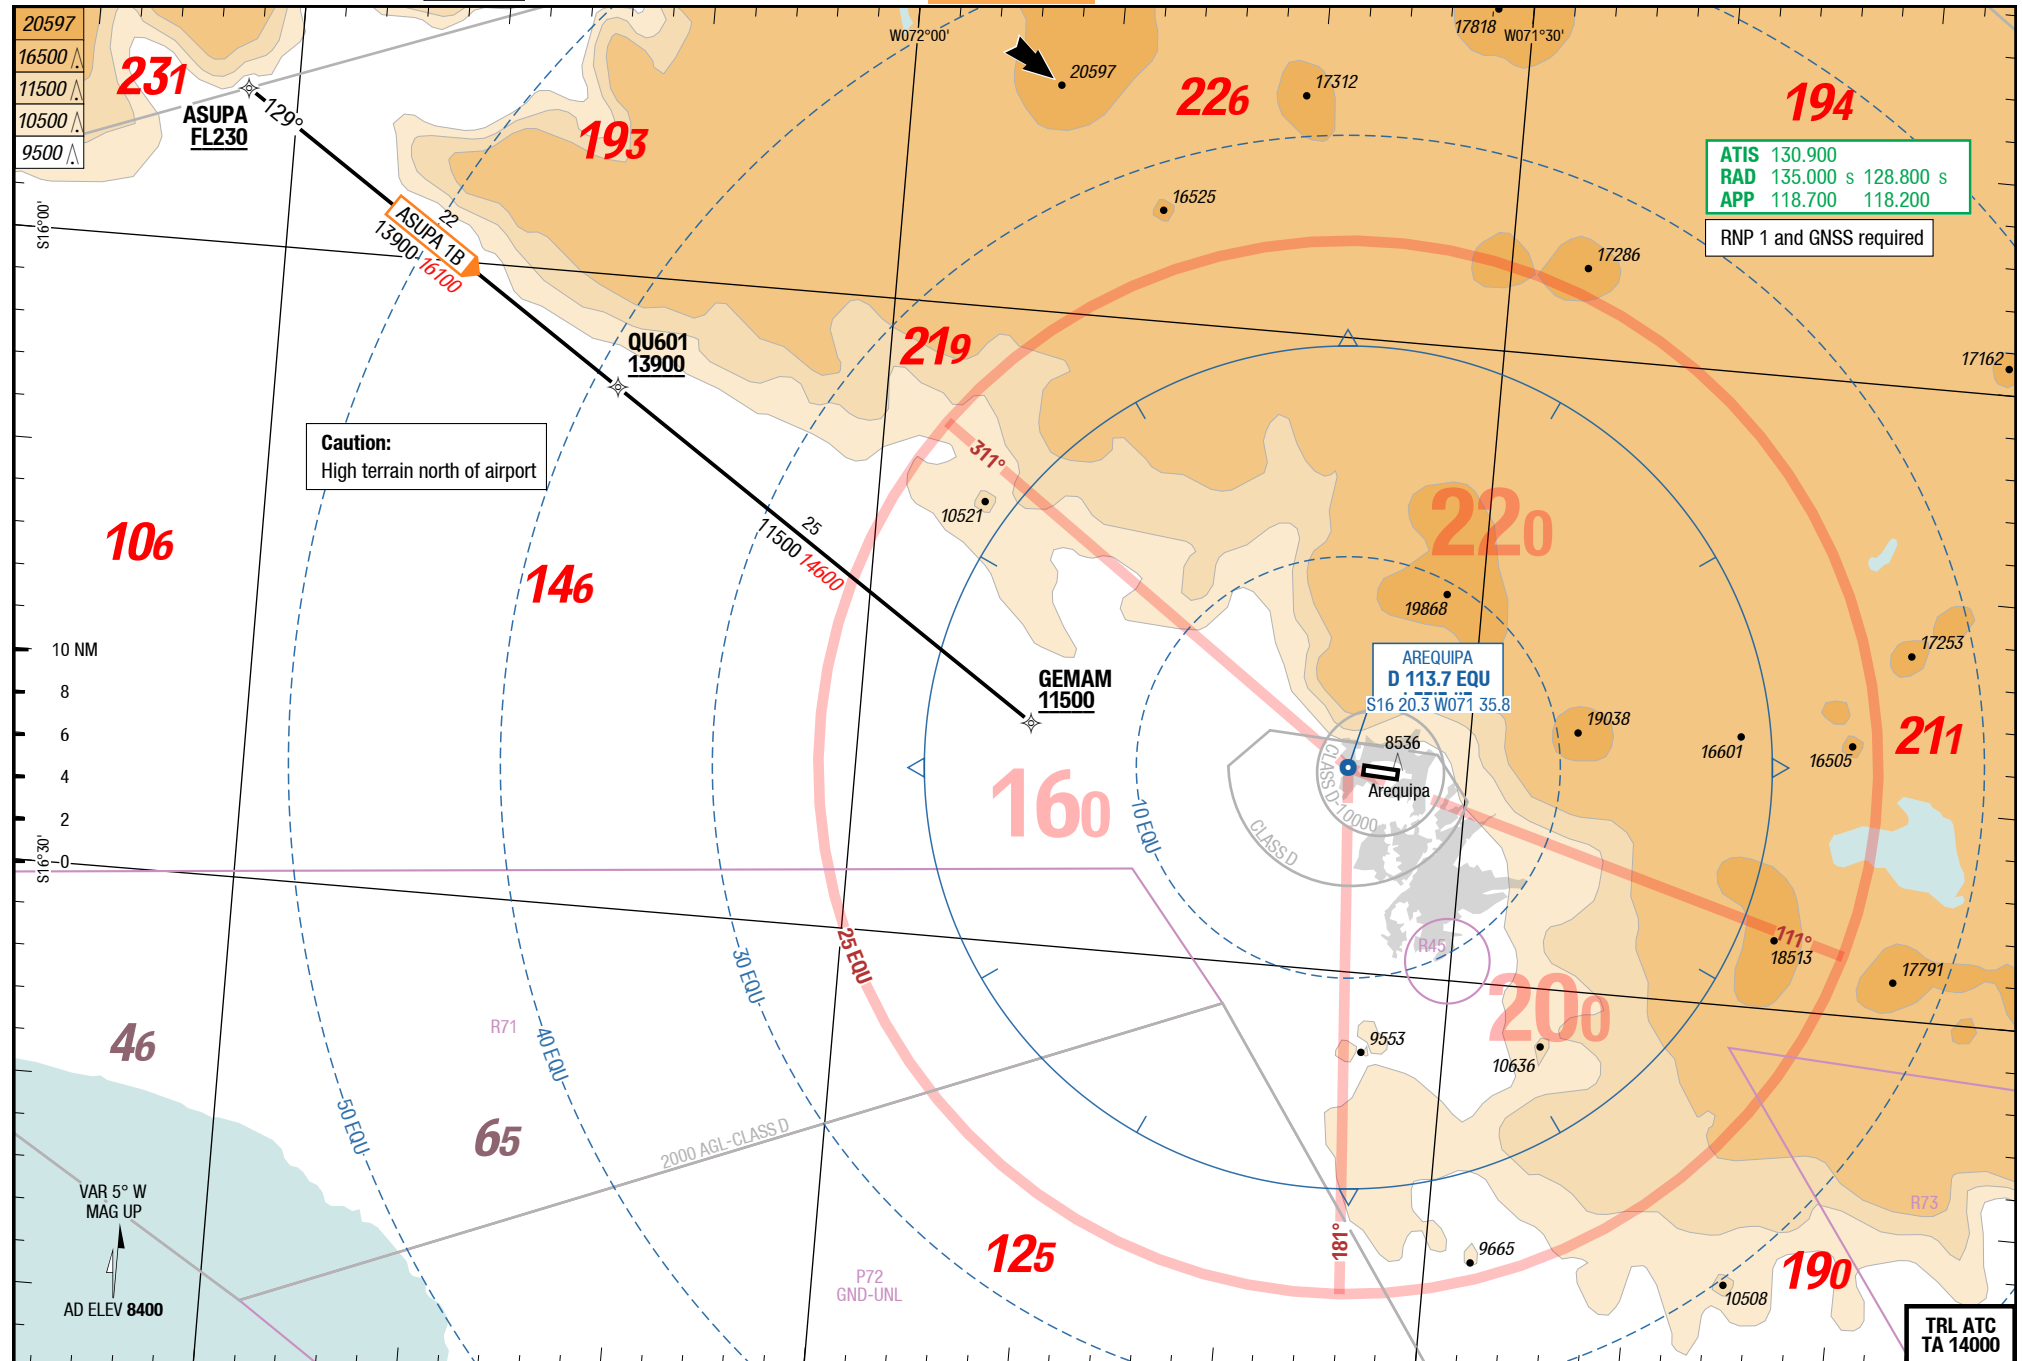 20597
16500
11500
10500
9500
231
ASUPA
FL230
129°
193
W072°00'
20597
226
17312
17818
W071°30'
194
ATIS 130.900
RAD 135.000 S 128.800 S
APP 118.700 118.200
RNP 1 and GNSS required
16525
17286
17162
S16°00'
22
ASUPA 1B
13900 16100
QU601
13900
219
Caution:
High terrain north of airport
311°
10521
25
11500 14600
106
146
220
19868
17253
10 NM
8
6
4
2
0
S16°30'
GEMAM
11500
AREQUIPA
D 113.7 EQU
S16 20.3 W071 35.8
19038
16601
16505
211
8536
Arequipa
CLASS D-10000
CLASS D
160
10 EQU
25 EQU
30 EQU
40 EQU
50 EQU
R45
111°
18513
17791
200
46
R71
9553
10636
65
2000 AGL-CLASS D
VAR 5° W
MAG UP
AD ELEV 8400
125
P72
GND-UNL
181°
9665
10508
190
R73
TRL ATC
TA 14000